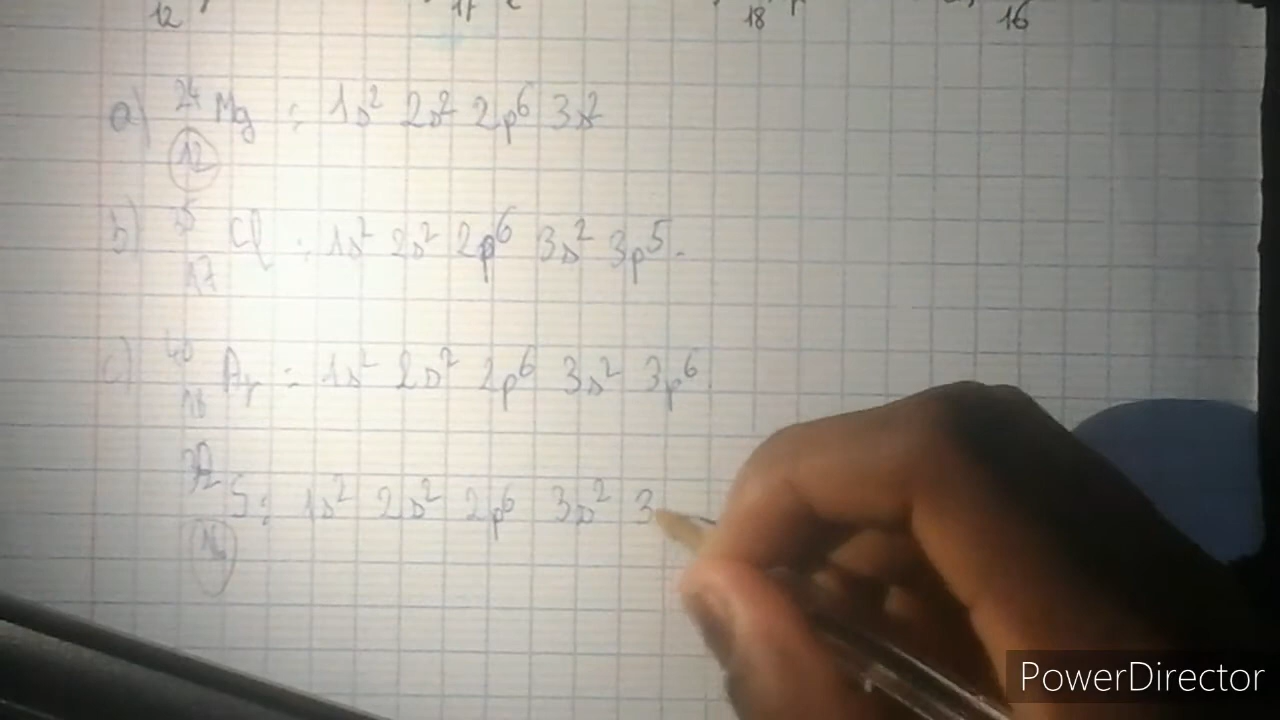 12 17 18 16
a) 24 Mg : 1s² 2s² 2p⁶ 3s²
12
b) 35 Cl : 1s² 2s² 2p⁶ 3s² 3p⁵.
17
c) 40 Ar : 1s² 2s² 2p⁶ 3s² 3p⁶
18
32 S : 1s² 2s² 2p⁶ 3s² 3
16
PowerDirector